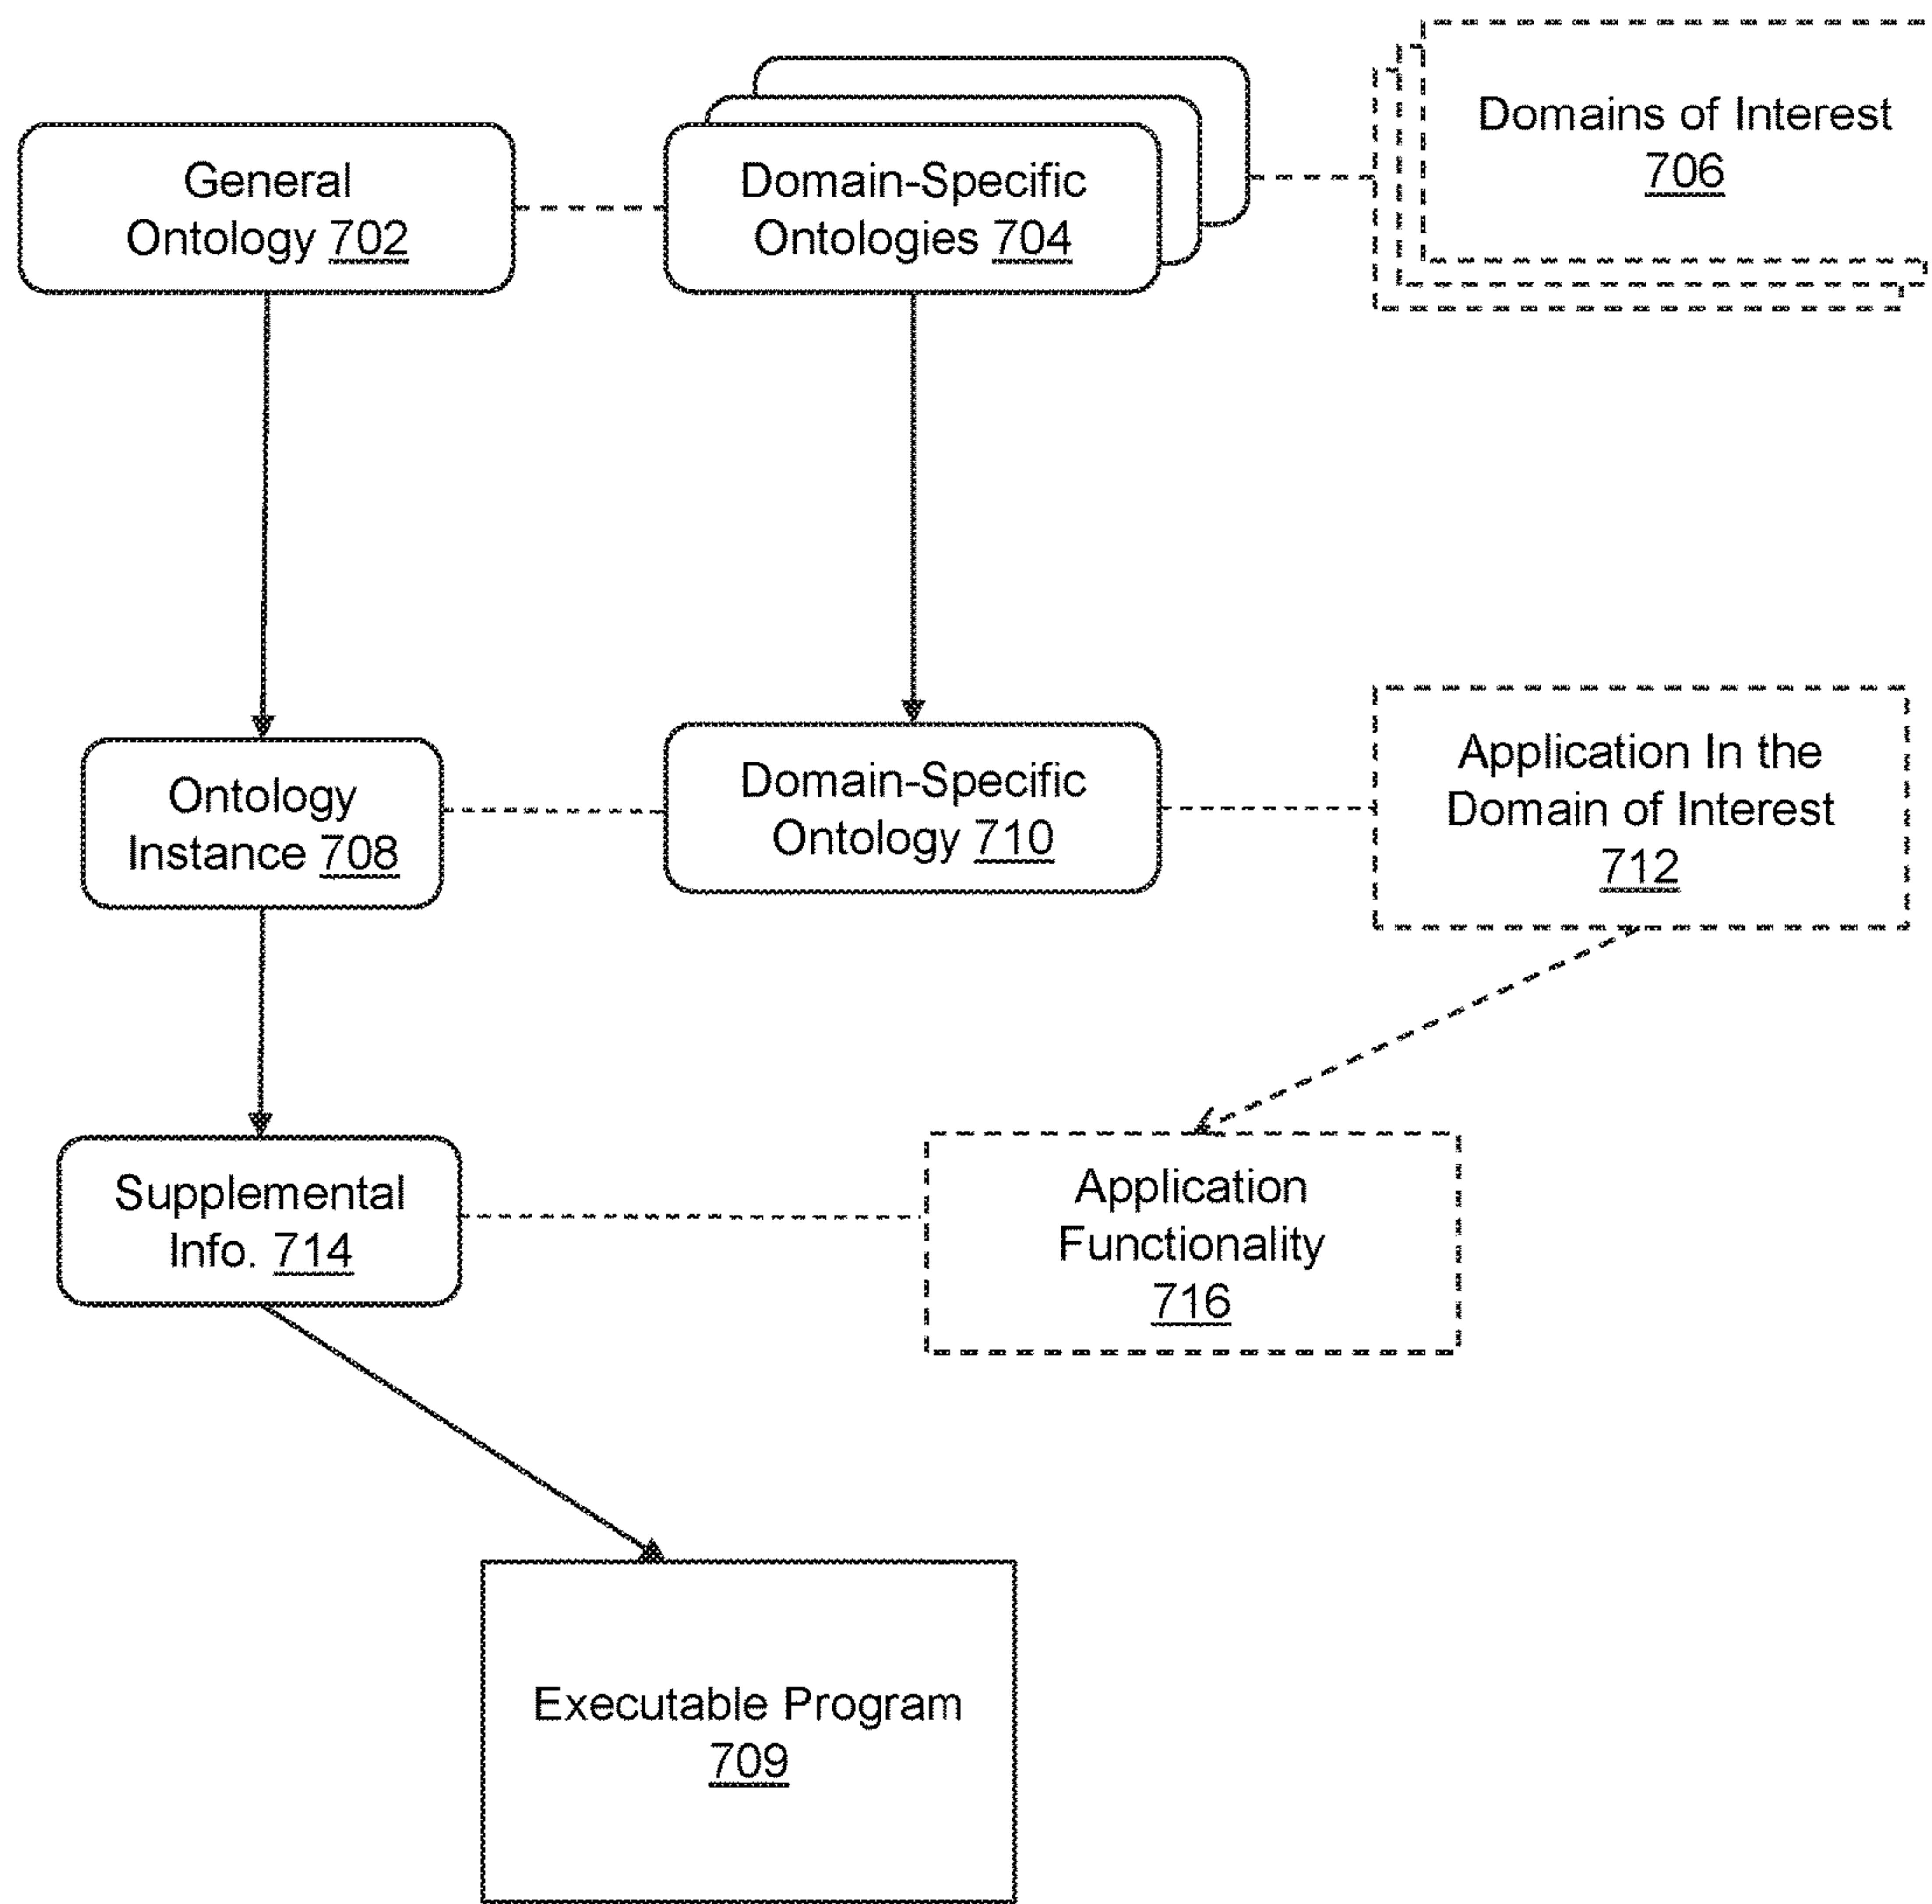 General
Ontology 702
Domain-Specific
Ontologies 704
Domains of Interest
706
Ontology
Instance 708
Domain-Specific
Ontology 710
Application In the
Domain of Interest
712
Supplemental
Info. 714
Application
Functionality
716
Executable Program
709